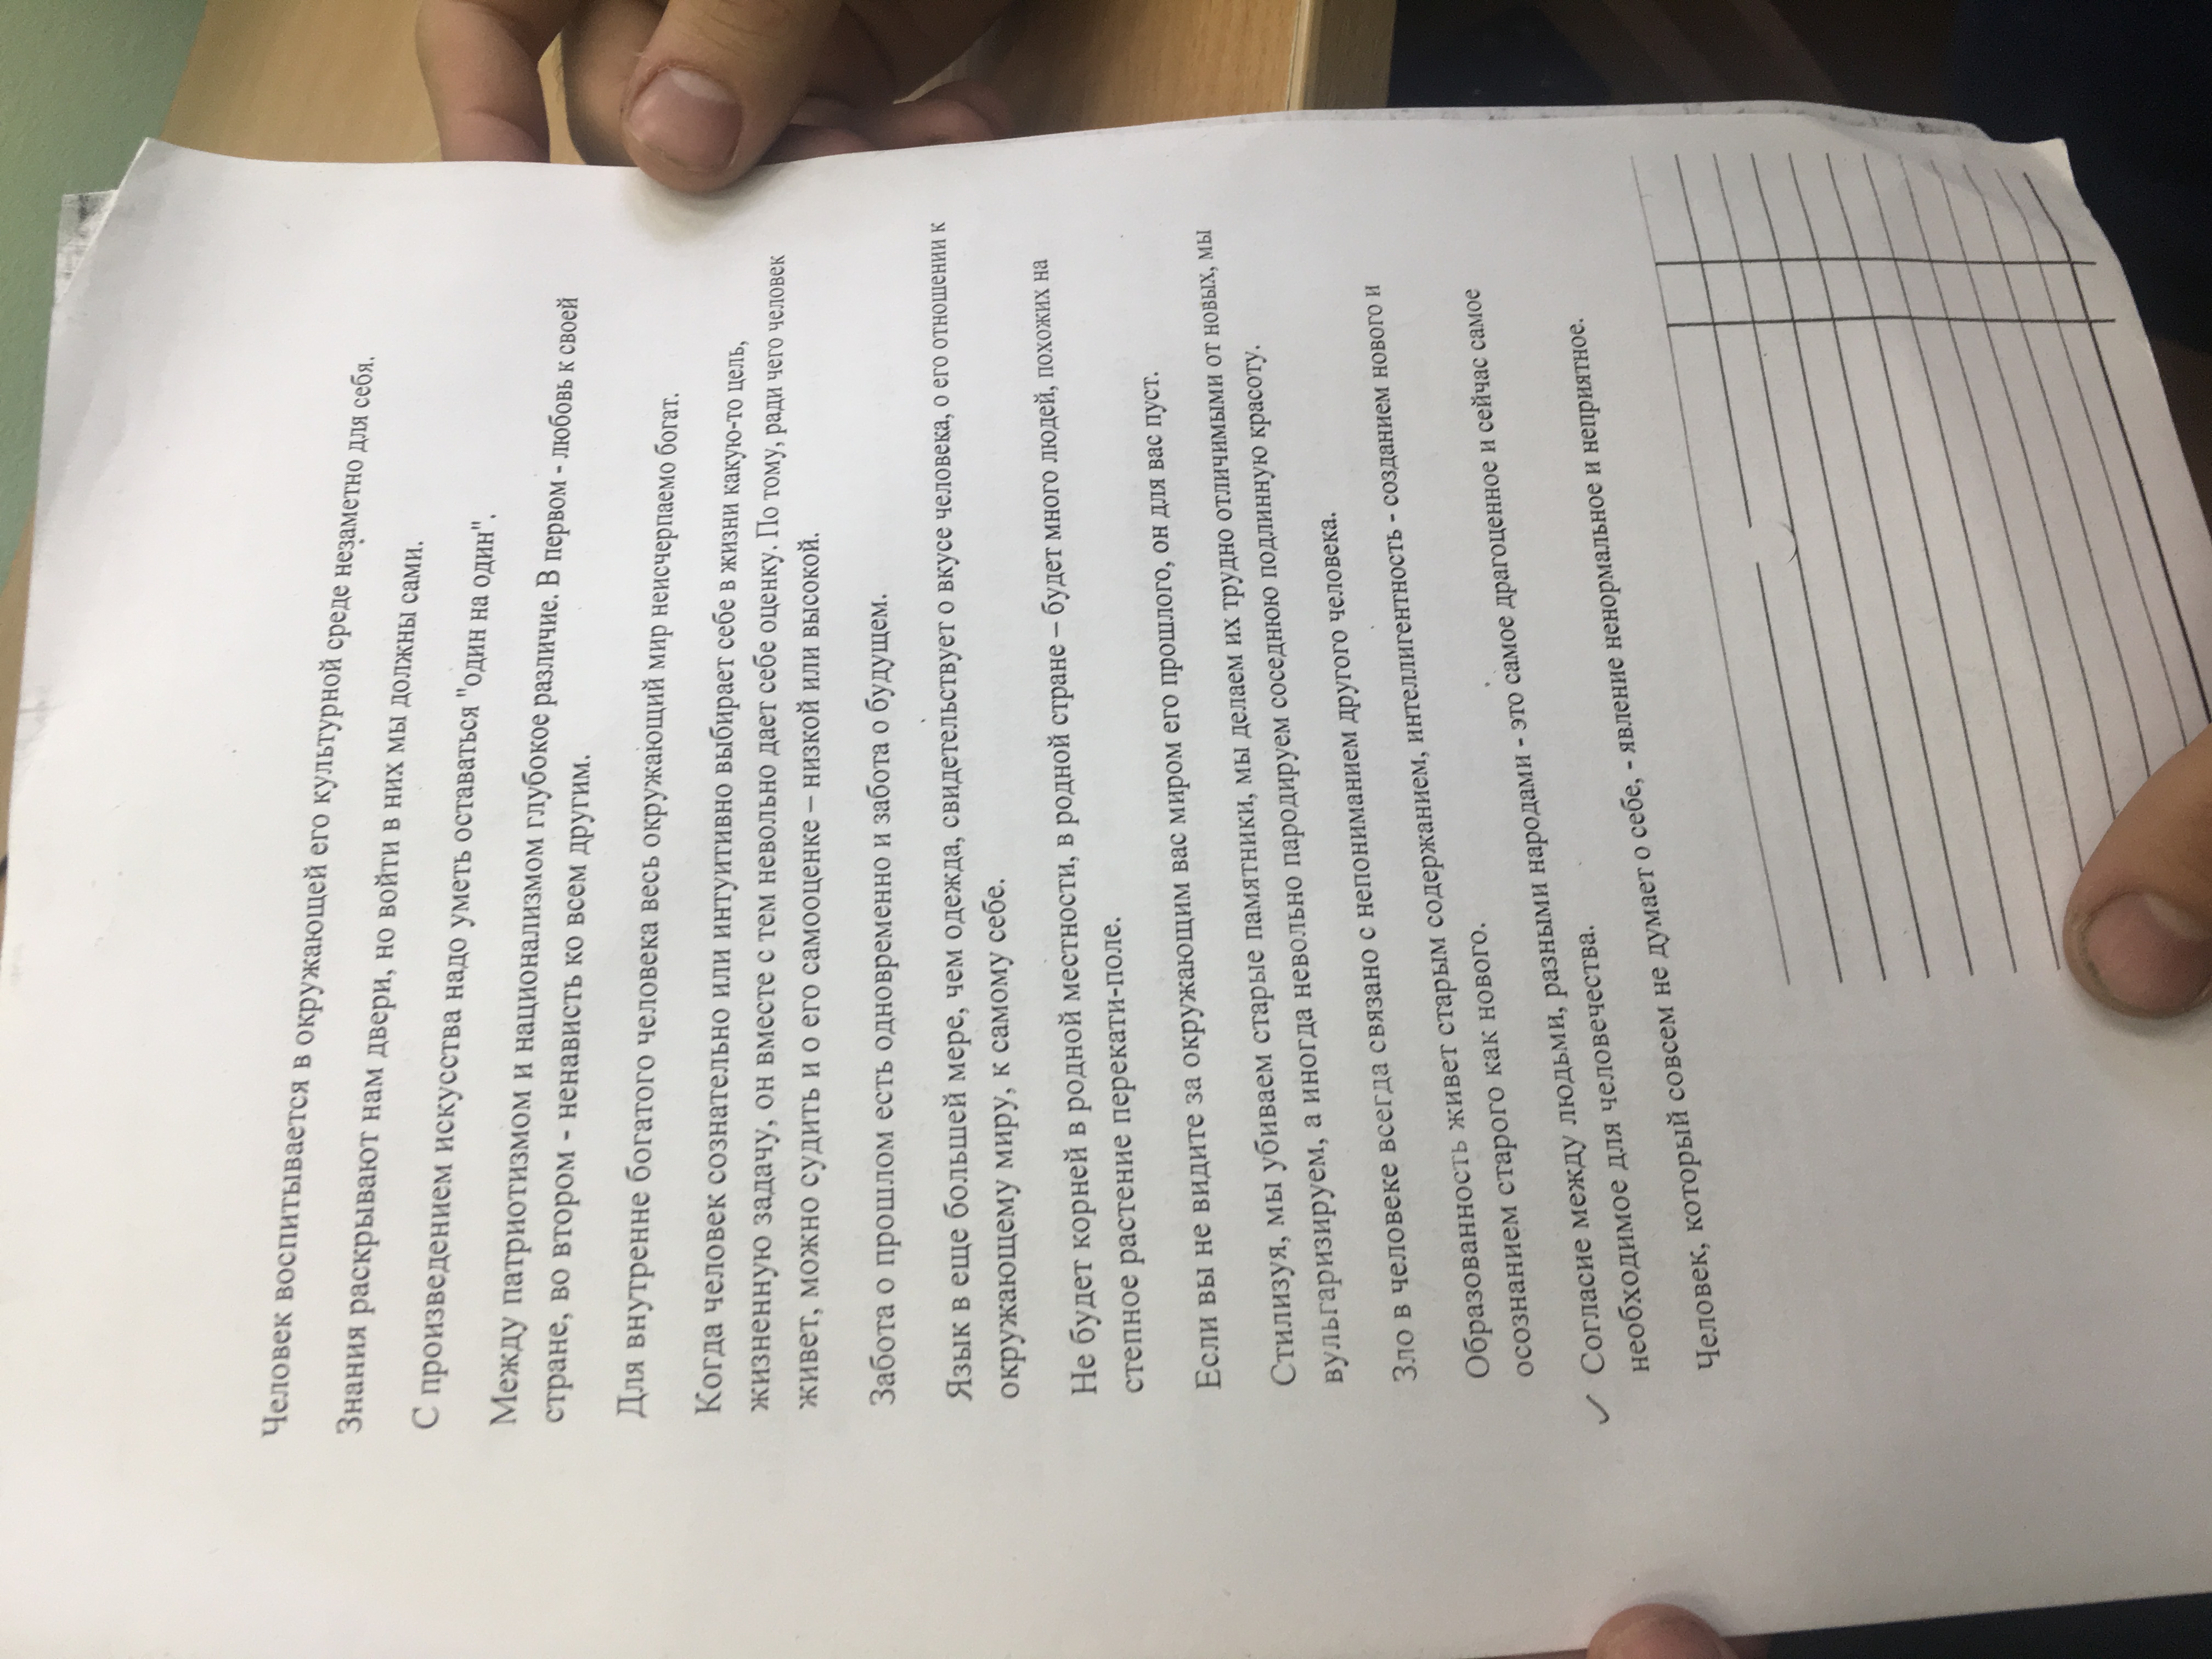 Человек воспитывается в окружающей его культурной среде незаметно для себя.
Знания раскрывают нам двери, но войти в них мы должны сами.
С произведением искусства надо уметь оставаться "один на один".
Между патриотизмом и национализмом глубокое различие. В первом - любовь к своей
стране, во втором - ненависть ко всем другим.
Для внутренне богатого человека весь окружающий мир неисчерпаемо богат.
Когда человек сознательно или интуитивно выбирает себе в жизни какую-то цель,
жизненную задачу, он вместе с тем невольно дает себе оценку. По тому, ради чего человек
живет, можно судить и о его самооценке – низкой или высокой.
Забота о прошлом есть одновременно и забота о будущем.
Язык в еще большей мере, чем одежда, свидетельствует о вкусе человека, о его отношении к
окружающему миру, к самому себе.
Не будет корней в родной местности, в родной стране – будет много людей, похожих на
степное растение перекати-поле.
Если вы не видите за окружающим вас миром его прошлого, он для вас пуст.
Стилизуя, мы убиваем старые памятники, мы делаем их трудно отличимыми от новых, мы
вульгаризируем, а иногда невольно пародируем соседнюю подлинную красоту.
Зло в человеке всегда связано с непониманием другого человека.
Образованность живет старым содержанием, интеллигентность - созданием нового и
осознанием старого как нового.
Согласие между людьми, разными народами - это самое драгоценное и сейчас самое
необходимое для человечества.
Человек, который совсем не думает о себе, - явление ненормальное и неприятное.